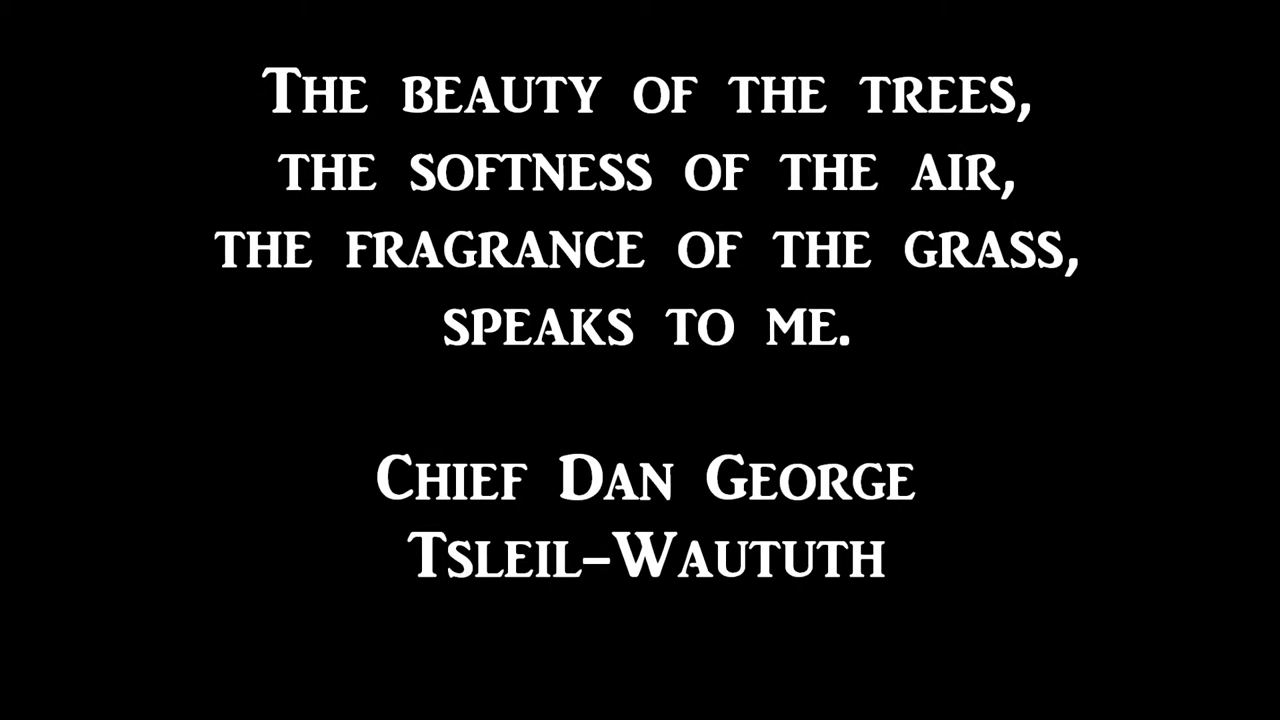 The beauty of the trees,
the softness of the air,
the fragrance of the grass,
speaks to me.
Chief Dan George
Tsleil-Waututh